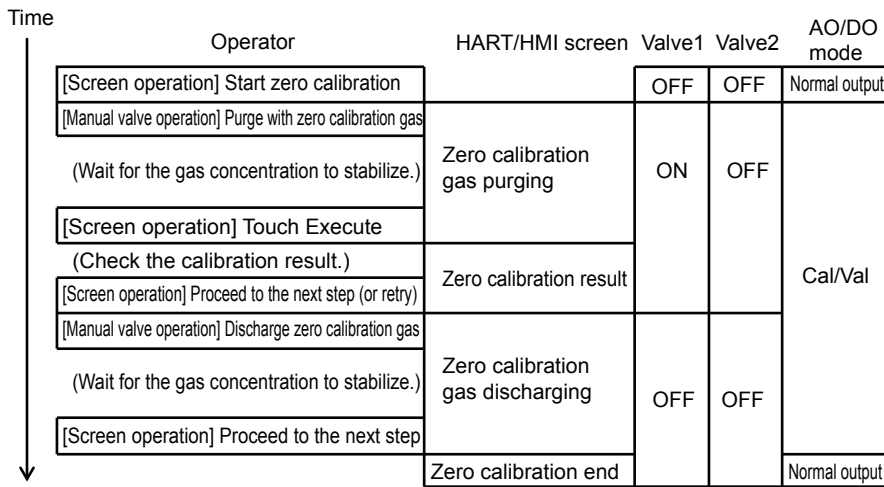 Time
Operator
HART/HMI screen
Valve1
Valve2
AO/DO
mode
[Screen operation] Start zero calibration
OFF
OFF
Normal output
[Manual valve operation] Purge with zero calibration gas
(Wait for the gas concentration to stabilize.)
Zero calibration
gas purging
ON
OFF
[Screen operation] Touch Execute
(Check the calibration result.)
Zero calibration result
Cal/Val
[Screen operation] Proceed to the next step (or retry)
[Manual valve operation] Discharge zero calibration gas
(Wait for the gas concentration to stabilize.)
Zero calibration
gas discharging
OFF
OFF
[Screen operation] Proceed to the next step
Zero calibration end
Normal output